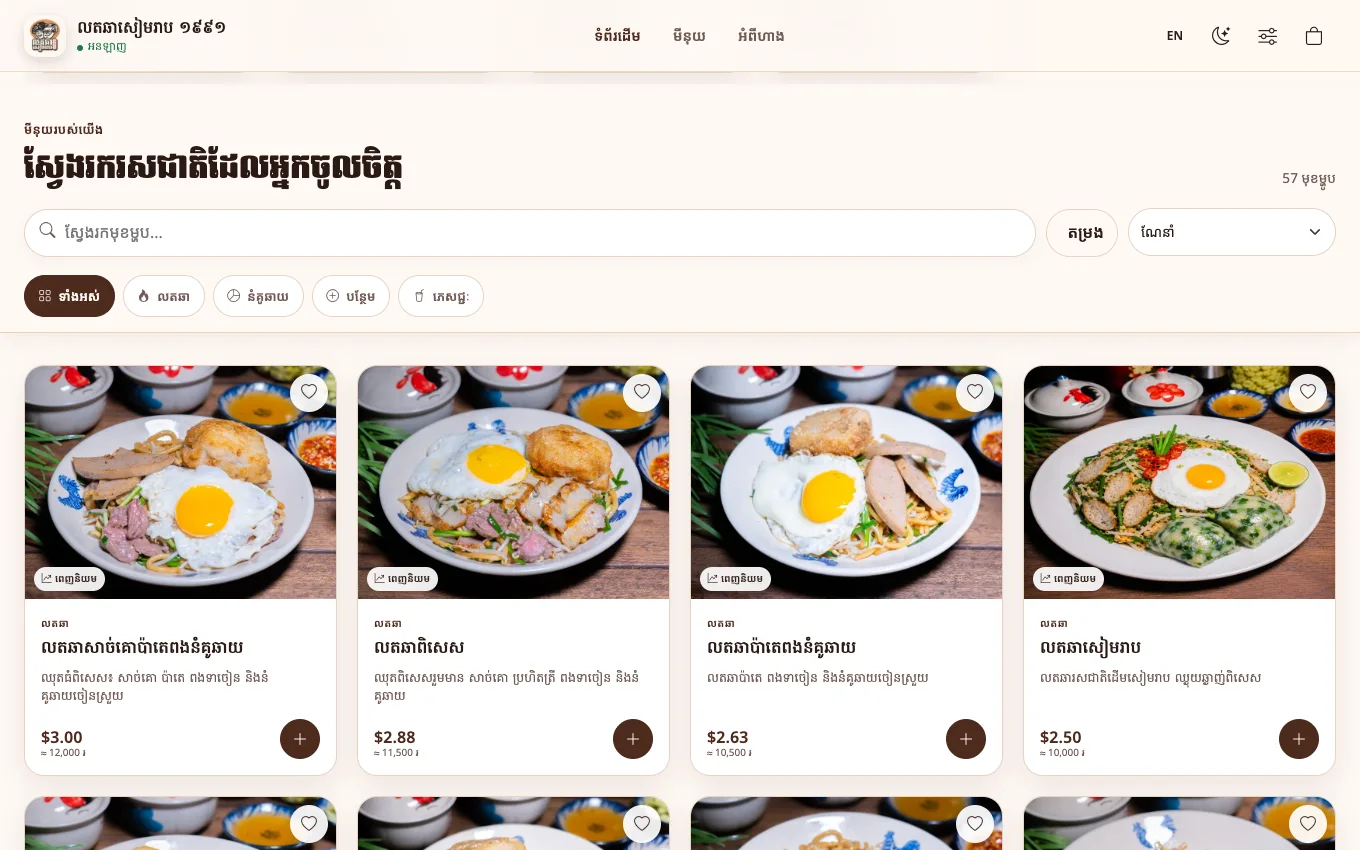 លតឆាសៀមរាប ១៩៩១
អនឡាញ
ទំព័រដើម
មីនុយ
អំពីហាង
EN
មីនុយរបស់យើង
ស្វែងរករសជាតិដែលអ្នកចូលចិត្ត
57 មុខម្ហូប
ស្វែងរកមុខម្ហូប...
តម្រង
ណែនាំ
ទាំងអស់
លតឆា
នំគូឆាយ
បន្ថែម
ភេសជ្ជៈ
ពេញនិយម
ពេញនិយម
ពេញនិយម
ពេញនិយម
លតឆា
លតឆាសាច់គោប៉ាតេពងនំគូឆាយ
ឈុតធំពិសេស៖ សាច់គោ ប៉ាតេ ពងទាចៀន និងនំ
គូឆាយចៀនស្រួយ
$3.00
≈ 12,000 ៛
លតឆា
លតឆាពិសេស
ឈុតពិសេសរួមមាន សាច់គោ ប្រហិតត្រី ពងទាចៀន និងនំ
គូឆាយ
$2.88
≈ 11,500 ៛
លតឆា
លតឆាប៉ាតេពងនំគូឆាយ
លតឆាប៉ាតេ ពងទាចៀន និងនំគូឆាយចៀនស្រួយ
$2.63
≈ 10,500 ៛
លតឆា
លតឆាសៀមរាប
លតឆារសជាតិដើមសៀមរាប ឈ្ងុយឆ្ងាញ់ពិសេស
$2.50
≈ 10,000 ៛